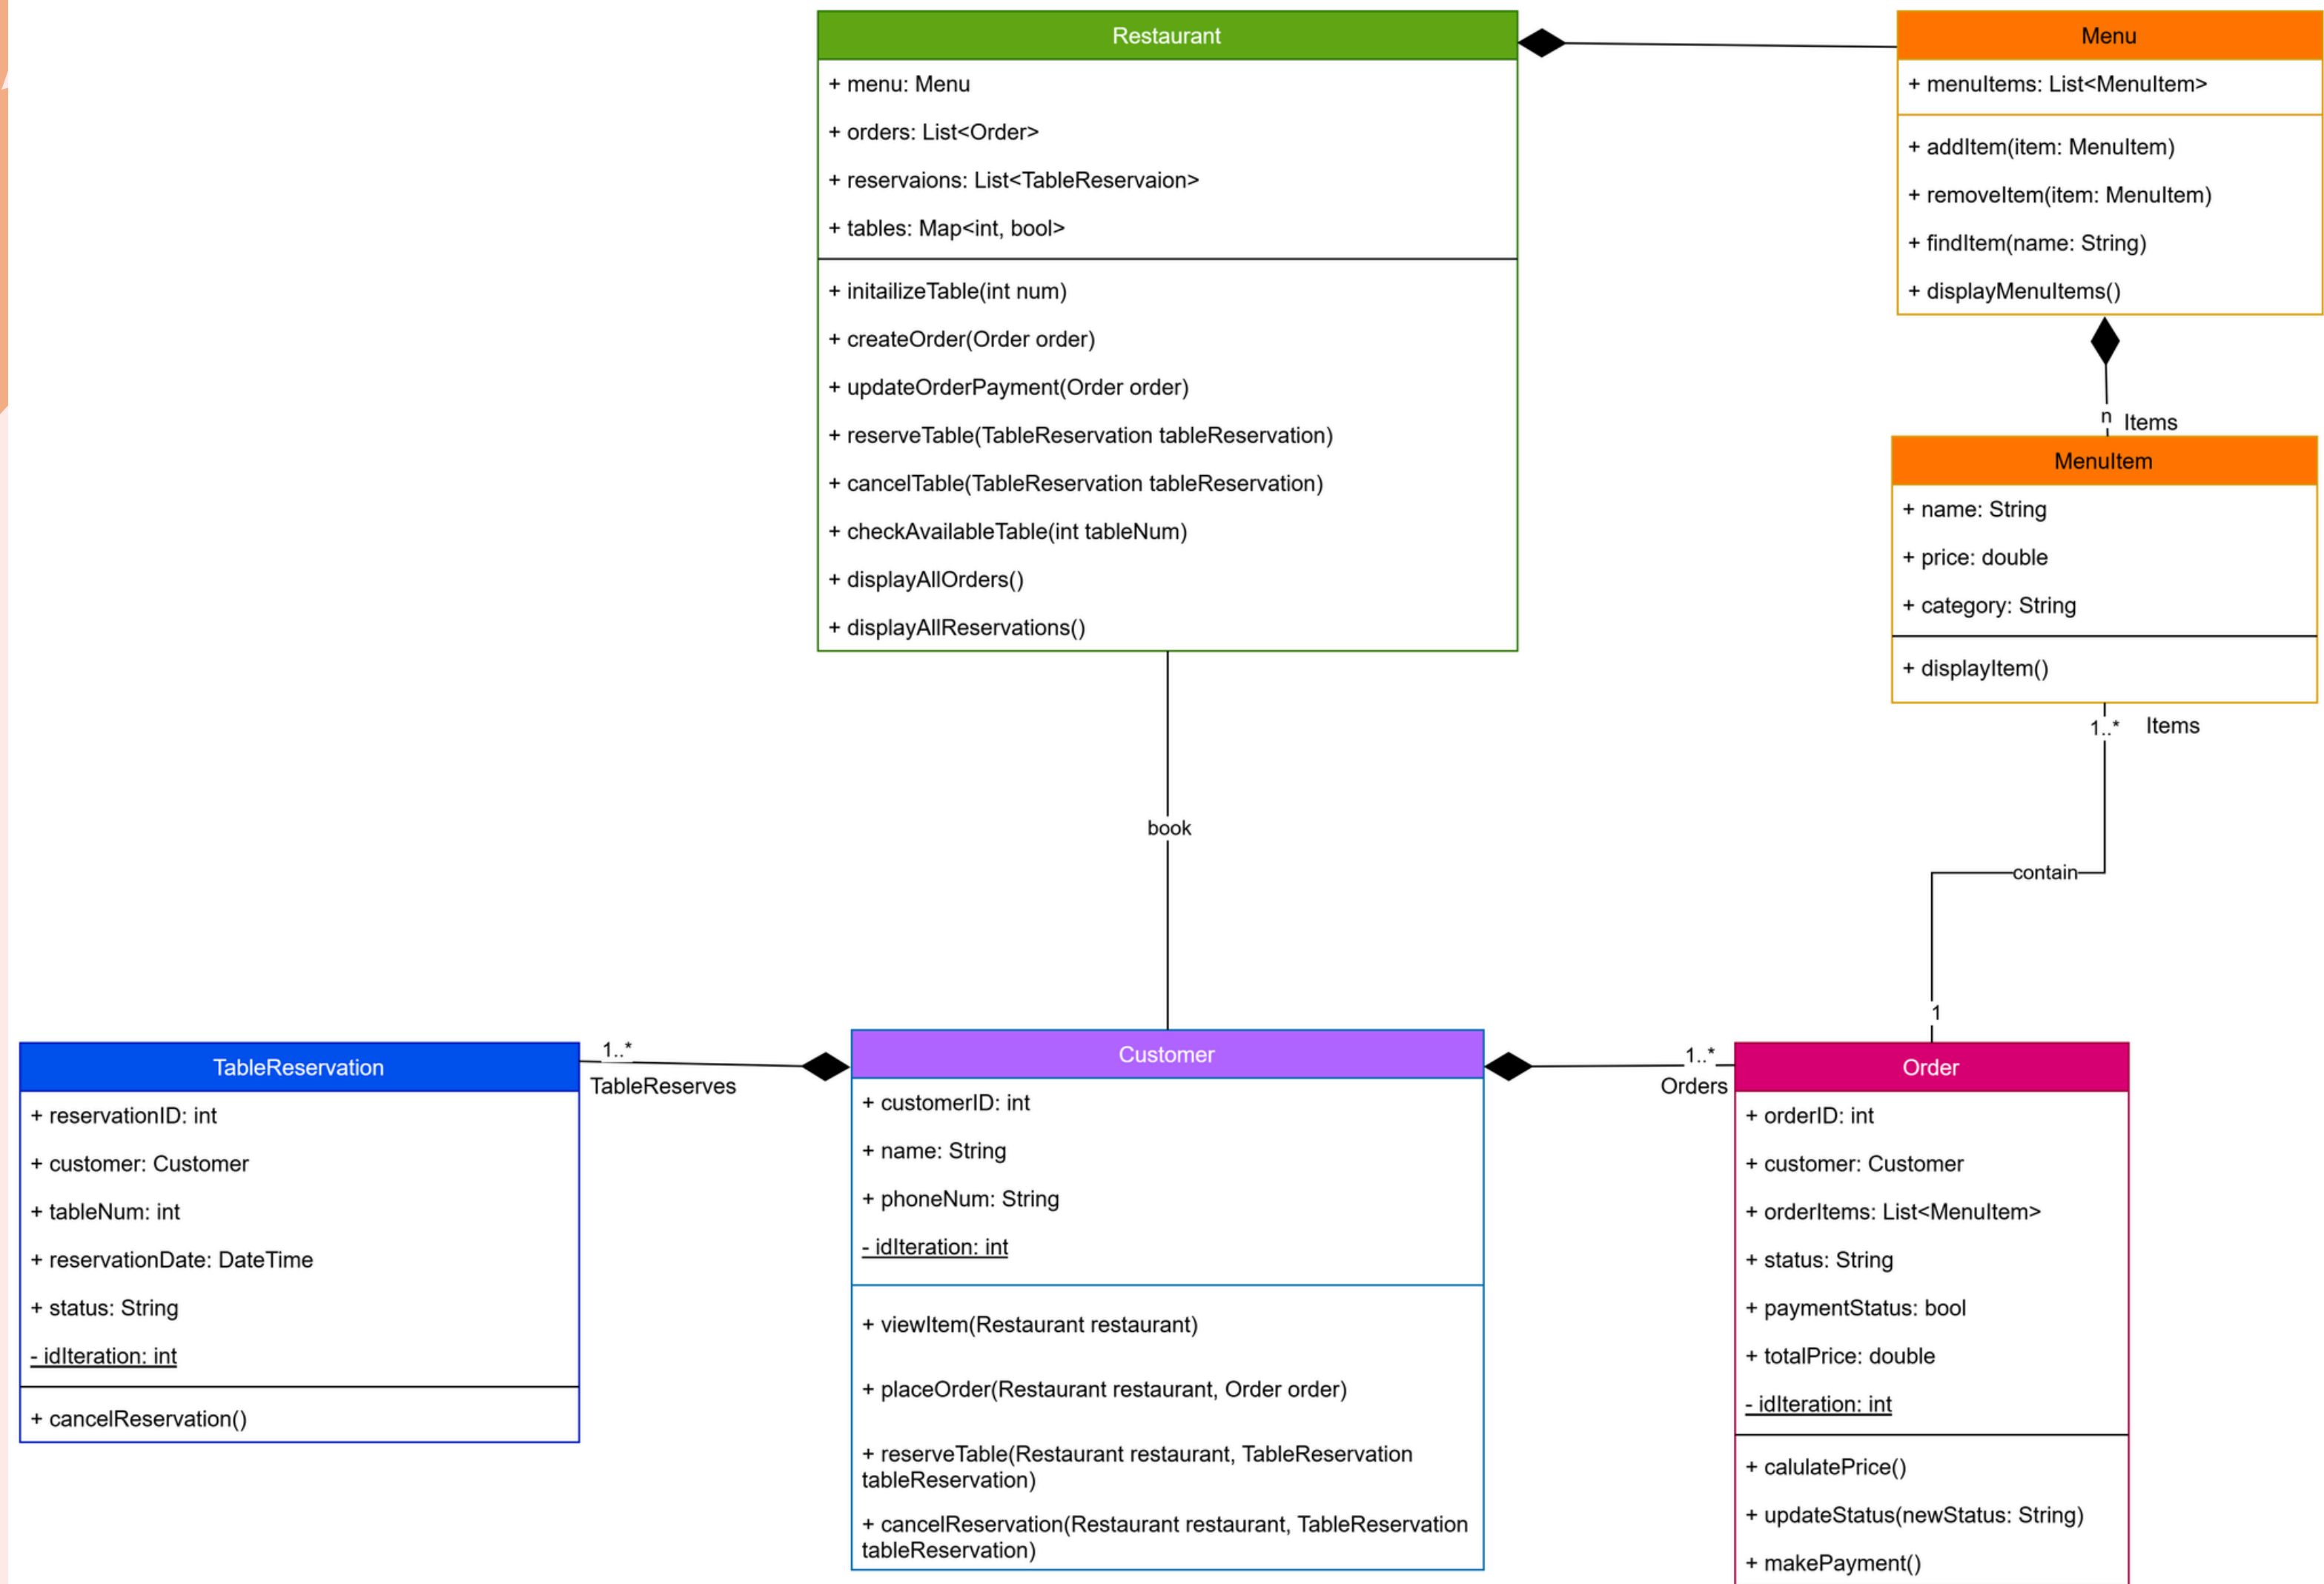 Restaurant
+ menu: Menu
+ orders: List<Order>
+ reservaions: List<TableReservaion>
+ tables: Map<int, bool>
+ initailizeTable(int num)
+ createOrder(Order order)
+ updateOrderPayment(Order order)
+ reserveTable(TableReservation tableReservation)
+ cancelTable(TableReservation tableReservation)
+ checkAvailableTable(int tableNum)
+ displayAllOrders()
+ displayAllReservations()
Menu
+ menuItems: List<MenuItem>
+ addItem(item: MenuItem)
+ removeItem(item: MenuItem)
+ findItem(name: String)
+ displayMenuItems()
n Items
MenuItem
+ name: String
+ price: double
+ category: String
+ displayItem()
1..* Items
book
contain
1
TableReservation
+ reservationID: int
+ customer: Customer
+ tableNum: int
+ reservationDate: DateTime
+ status: String
- idIteration: int
+ cancelReservation()
1..*
TableReserves
Customer
+ customerID: int
+ name: String
+ phoneNum: String
- idIteration: int
+ viewItem(Restaurant restaurant)
+ placeOrder(Restaurant restaurant, Order order)
+ reserveTable(Restaurant restaurant, TableReservation
tableReservation)
+ cancelReservation(Restaurant restaurant, TableReservation
tableReservation)
1..*
Orders
Order
+ orderID: int
+ customer: Customer
+ orderItems: List<MenuItem>
+ status: String
+ paymentStatus: bool
+ totalPrice: double
- idIteration: int
+ calulatePrice()
+ updateStatus(newStatus: String)
+ makePayment()